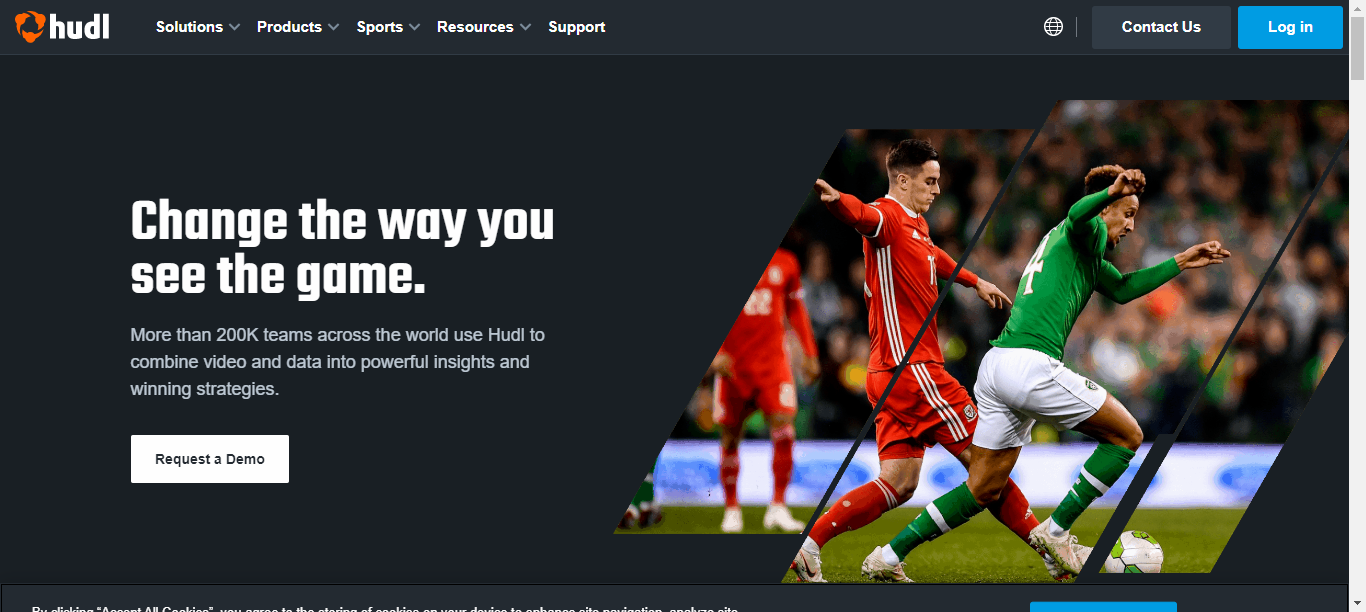 hudl
Solutions
Products
Sports
Resources
Support
Contact Us
Log in
Change the way you
see the game.
More than 200K teams across the world use Hudl to
combine video and data into powerful insights and
winning strategies.
Request a Demo
22
11
4
By clicking “Accept All Cookies”, you agree to the storing of cookies on your device to enhance site navigation, analyze site